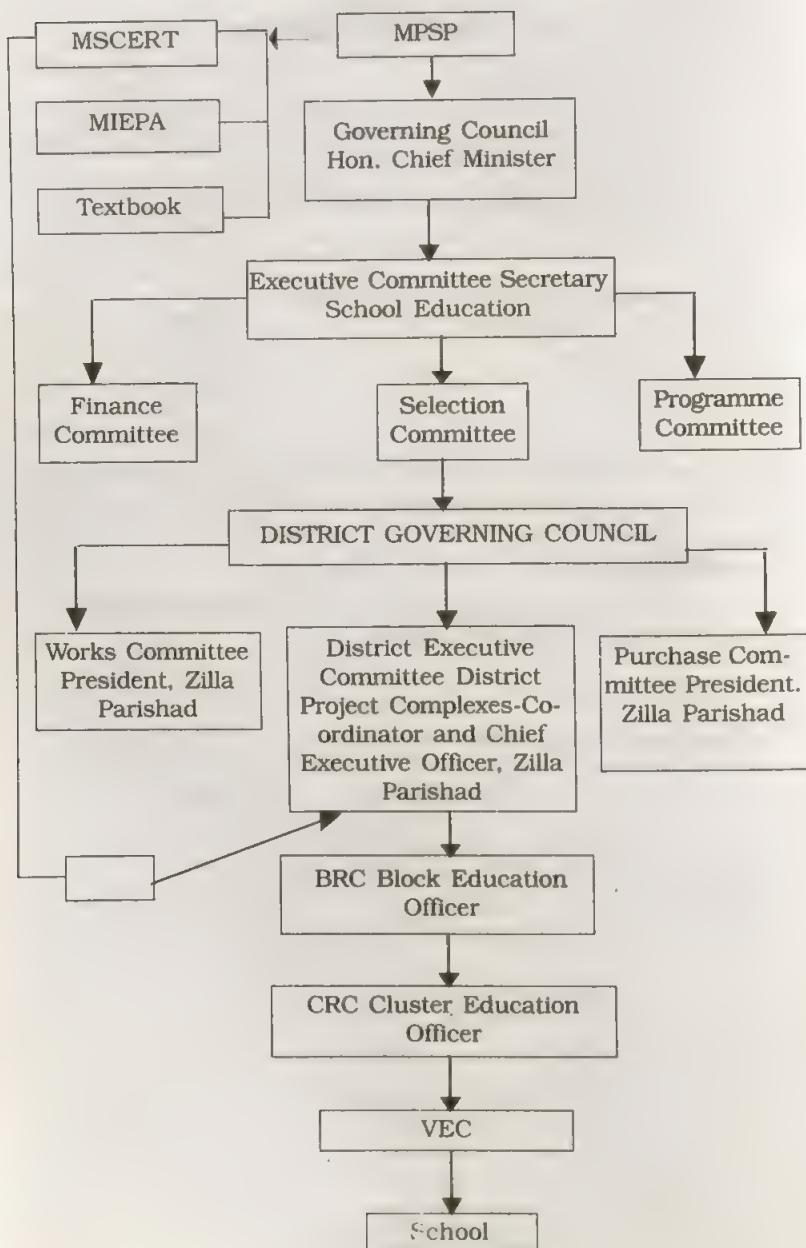 MSCERT
MPSP
MIEPA
Governing Council
Hon. Chief Minister
Textbook
Executive Committee Secretary
School Education
Finance
Committee
Selection
Committee
Programme
Committee
DISTRICT GOVERNING COUNCIL
Works Committee
President, Zilla
Parishad
District Executive
Committee District
Project Complexes-Co-
ordinator and Chief
Executive Officer, Zilla
Parishad
Purchase Com-
mittee President.
Zilla Parishad
BRC Block Education
Officer
CRC Cluster Education
Officer
VEC
School